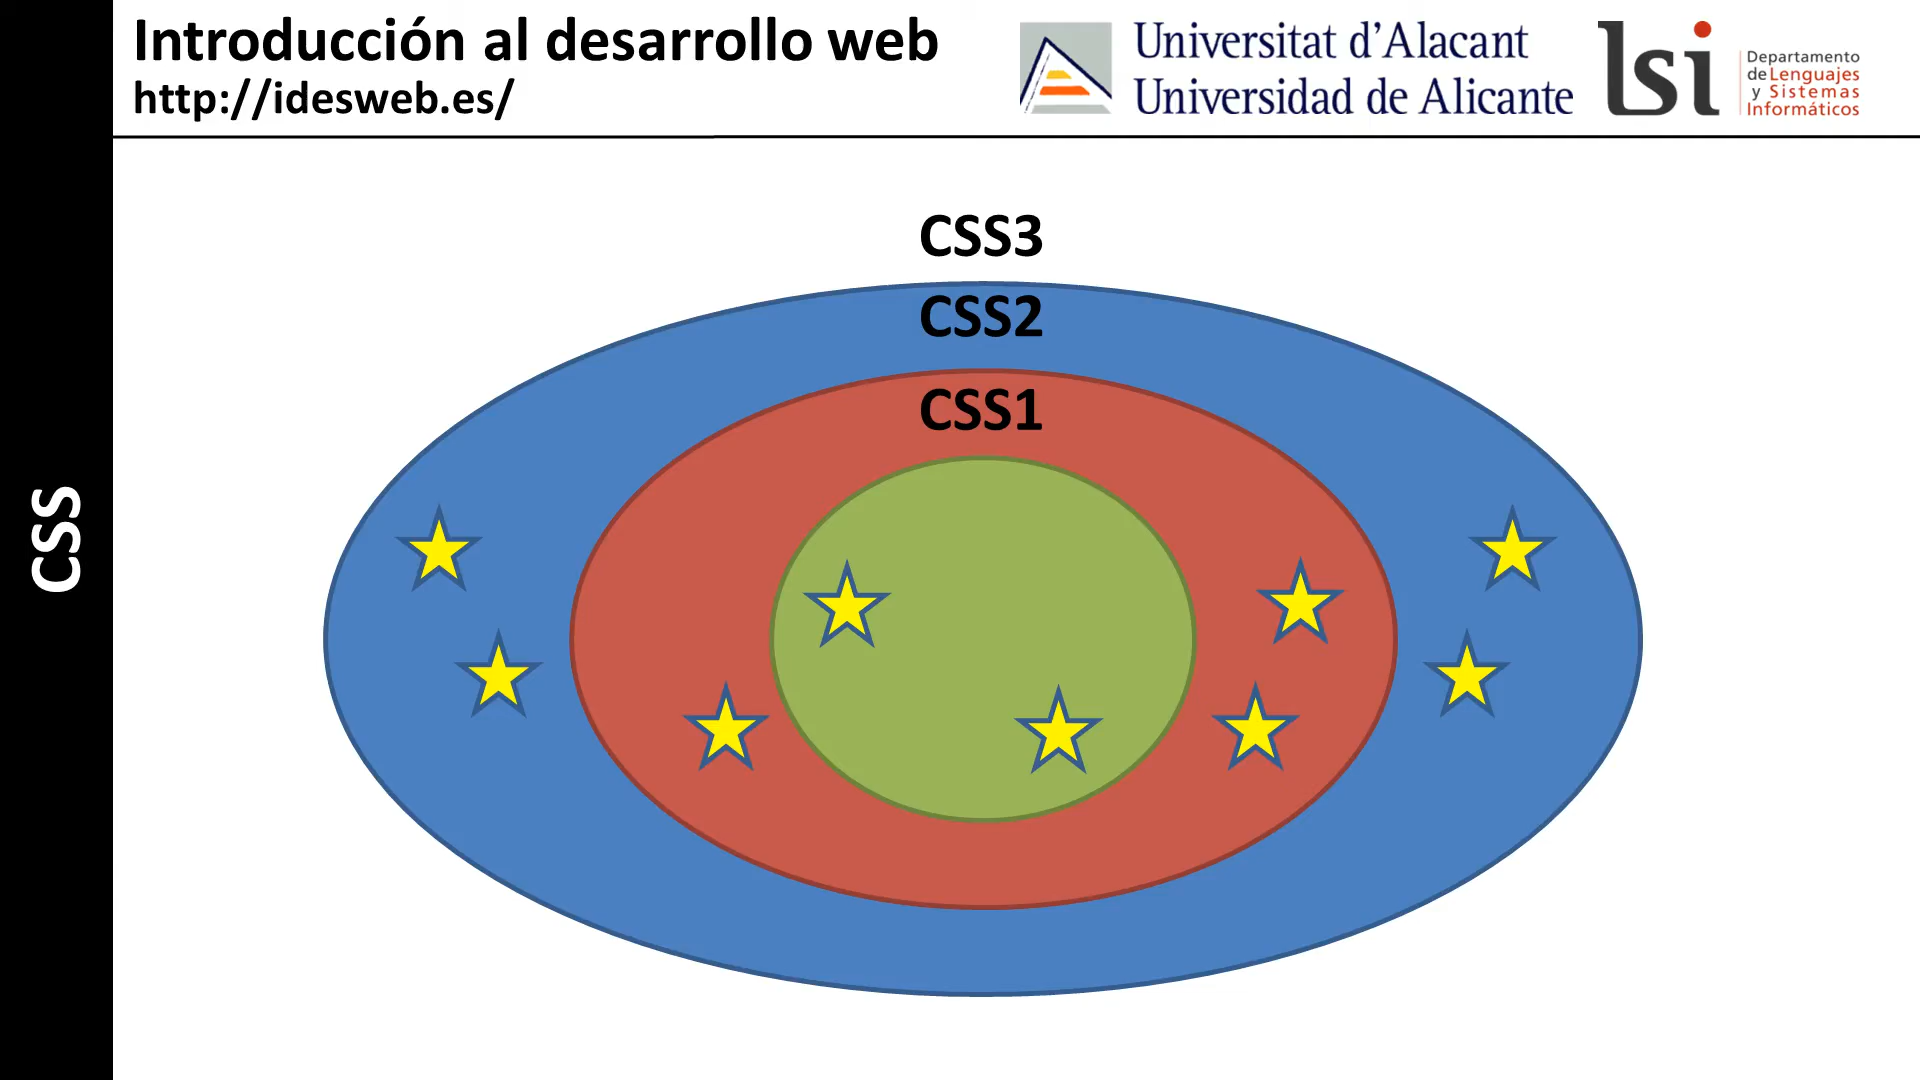 Introducción al desarrollo web
http://idesweb.es/
Universitat d’Alacant
Universidad de Alicante
lsi
Departamento
de Lenguajes
y Sistemas
Informáticos
CSS
CSS3
CSS2
CSS1